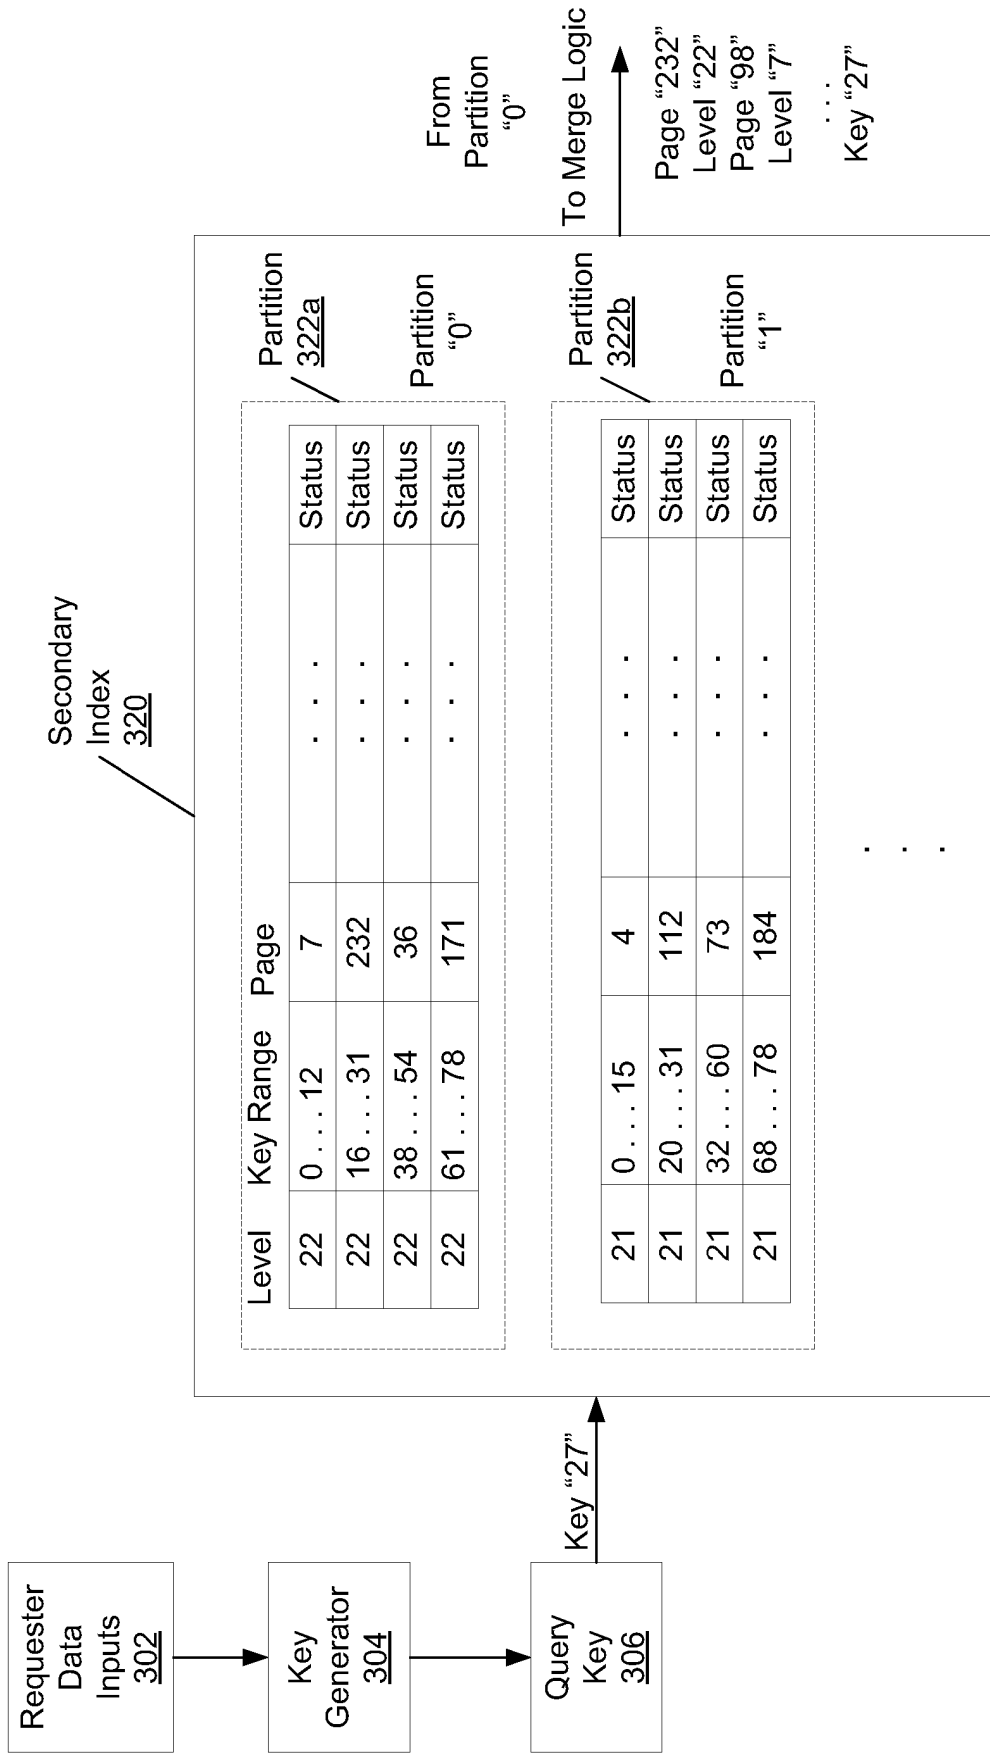 Requester
Data
Inputs
302
Key
Generator
304
Query
Key
306
Key “27”
Secondary
Index
320
Level Key Range Page
22 0 . . . 12 7 . . . Status
22 16 . . . 31 232 . . . Status
22 38 . . . 54 36 . . . Status
22 61 . . . 78 171 . . . Status
Partition
322a
Partition
“0”
21 0 . . . 15 4 . . . Status
21 20 . . . 31 112 . . . Status
21 32 . . . 60 73 . . . Status
21 68 . . . 78 184 . . . Status
Partition
322b
Partition
“1”
. . .
From
Partition
“0”
To Merge Logic
Page “232”
Level “22”
Page “98”
Level “7”
. . .
Key “27”